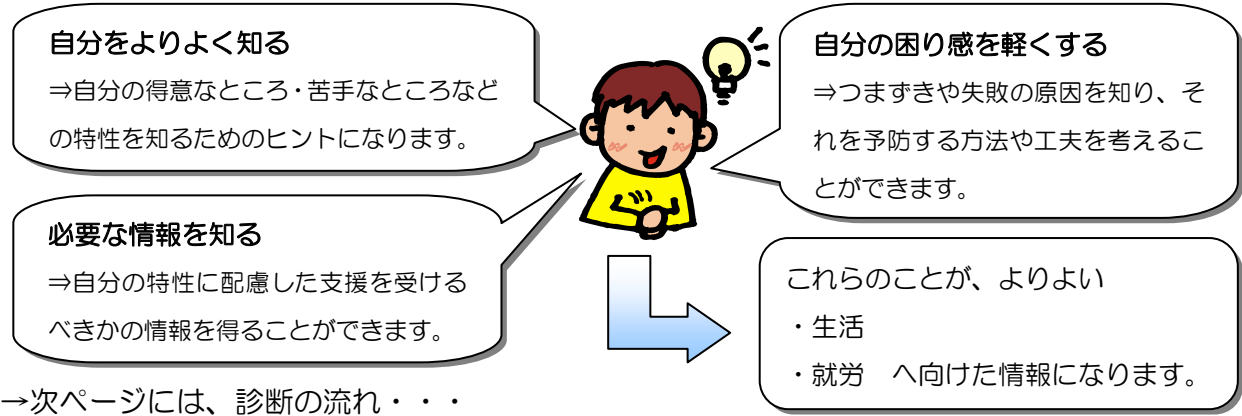 自分をよりよく知る
⇒自分の得意なところ・苦手なところなど
の特性を知るためのヒントになります。
自分の困り感を軽くする
⇒つまずきや失敗の原因を知り、そ
れを予防する方法や工夫を考えるこ
とができます。
必要な情報を知る
⇒自分の特性に配慮した支援を受ける
べきかの情報を得ることができます。
これらのことが、よりよい
・生活
・就労　へ向けた情報になります。
→次ページには、診断の流れ・・・